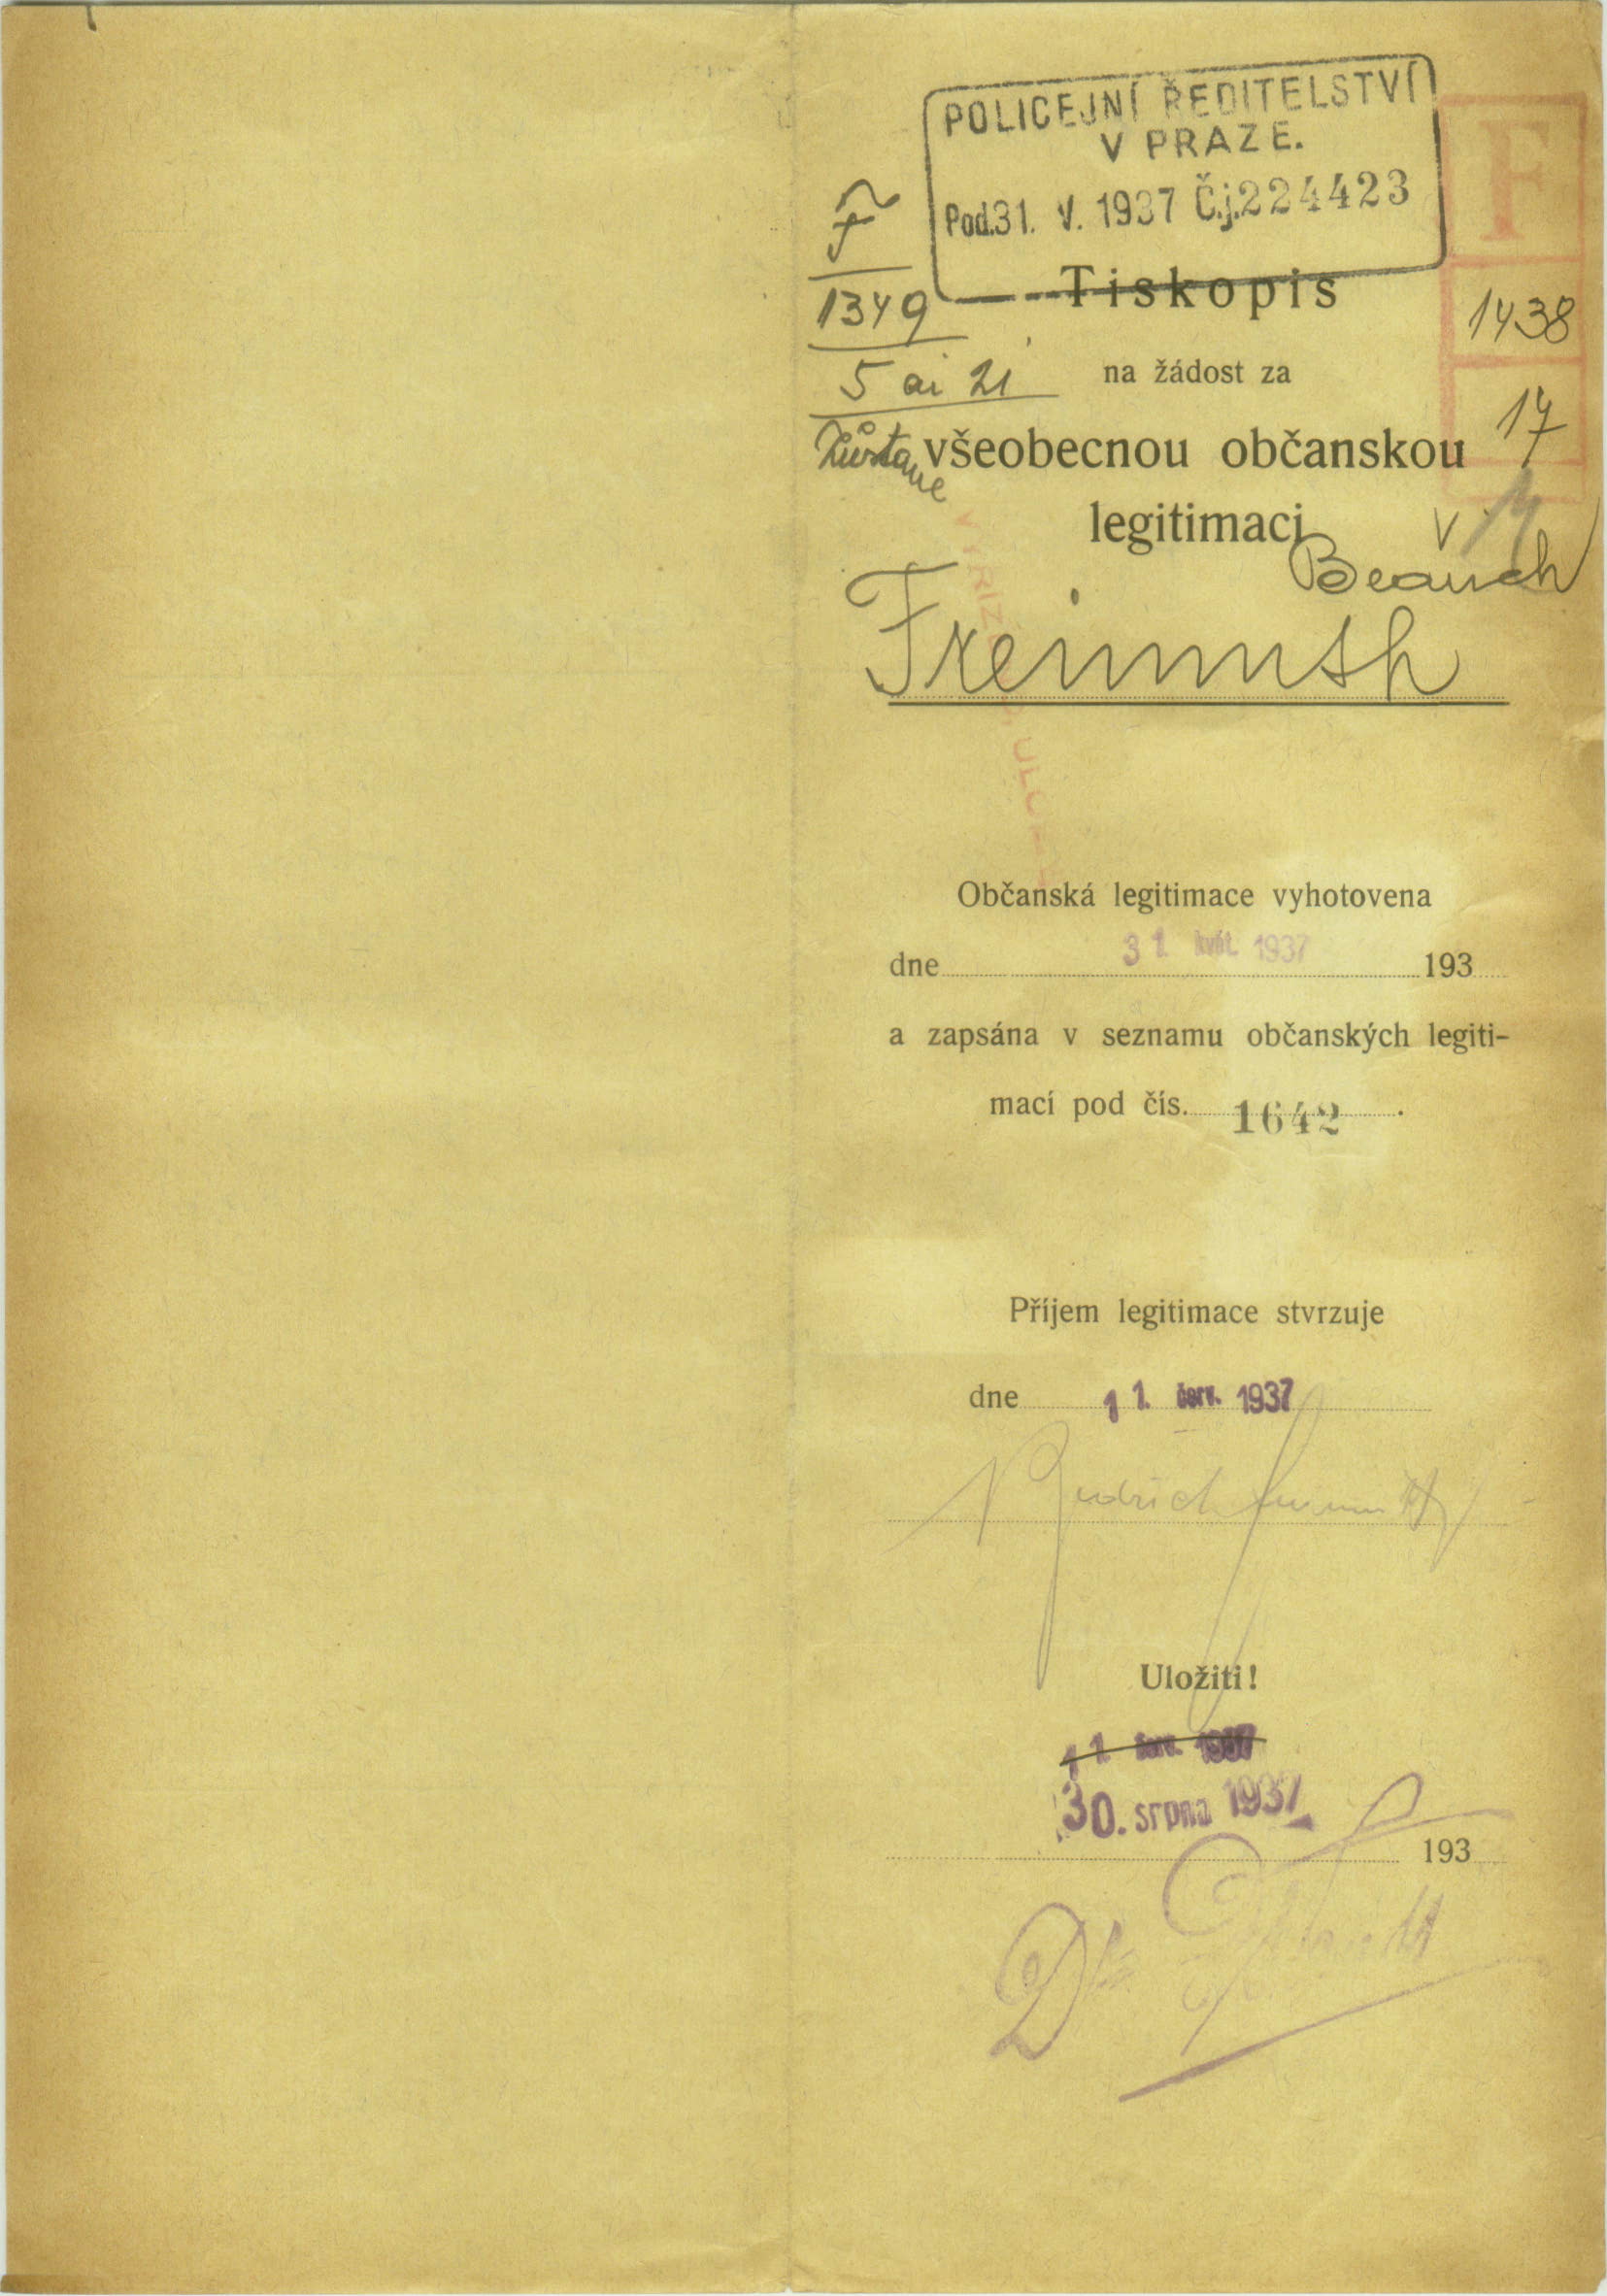 POLICEJNÍ ŘEDITELSTVÍ
V PRAZE.
Pod.31. V. 1937 Č.j.224423
F
F
1349
Tiskopis
1438
5 ai 21
na žádost za
17
Zůstane
všeobecnou občanskou
legitimaci
V
Freimuth
Občanská legitimace vyhotovena
dne 31. květ. 1937 193
a zapsána v seznamu občanských legiti-
mací pod čís. 1642.
Příjem legitimace stvrzuje
dne 11. červ. 1937
Bedřich
Uložiti!
11. červ. 1937
30. srpna 1937
193